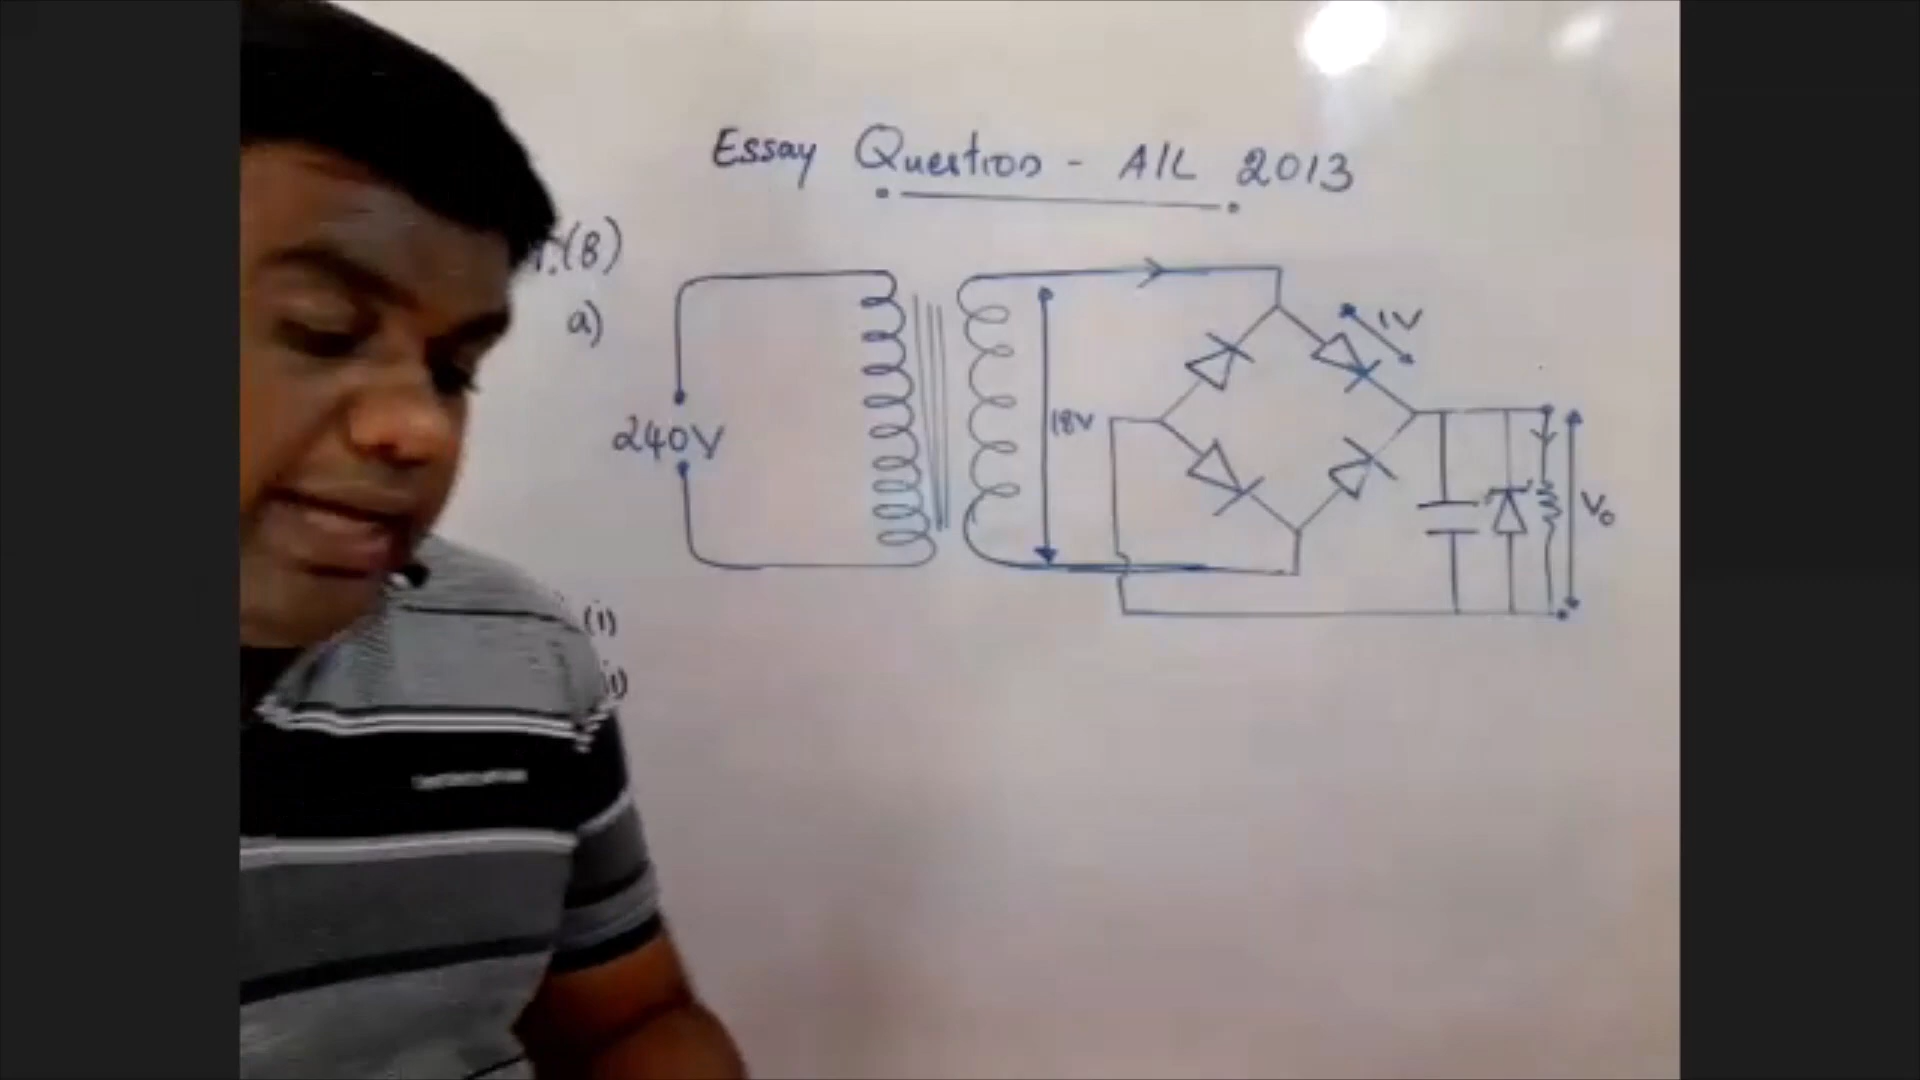 Essay Question - A/L 2013
(B)
a)
1V
240V
18V
V₀
(i)